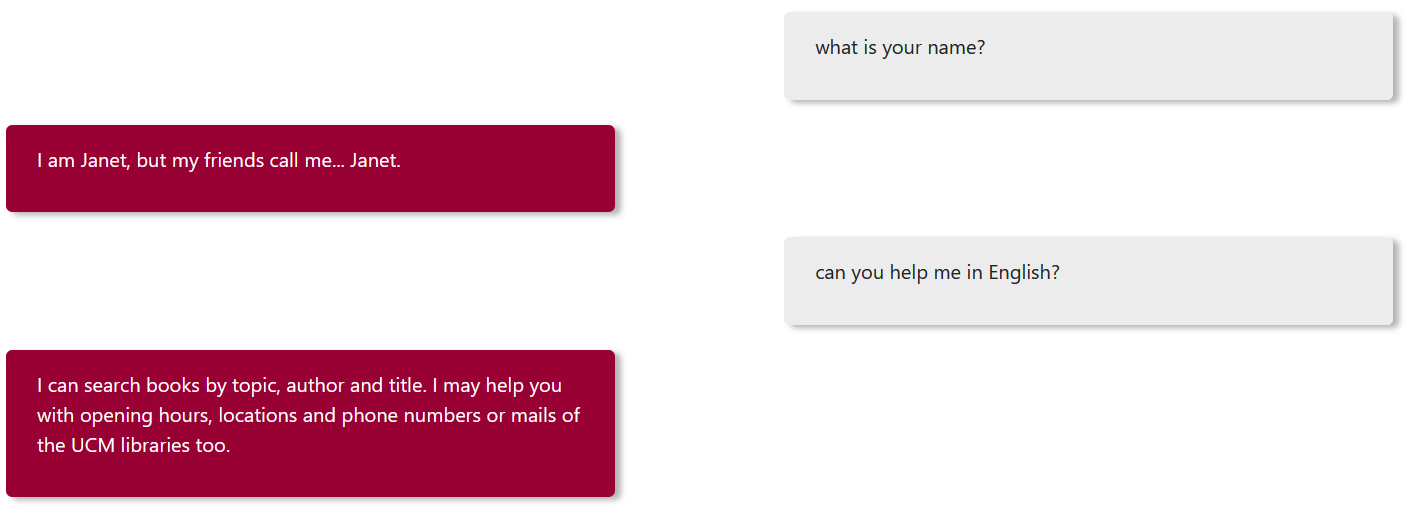 what is your name?
I am Janet, but my friends call me... Janet.
can you help me in English?
I can search books by topic, author and title. I may help you
with opening hours, locations and phone numbers or mails of
the UCM libraries too.